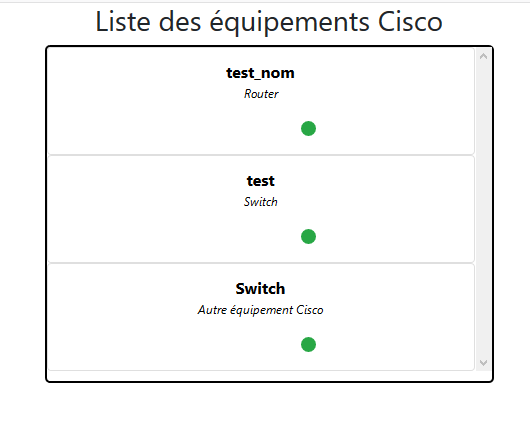 Liste des équipements Cisco
test_nom
Router
test
Switch
Switch
Autre équipement Cisco